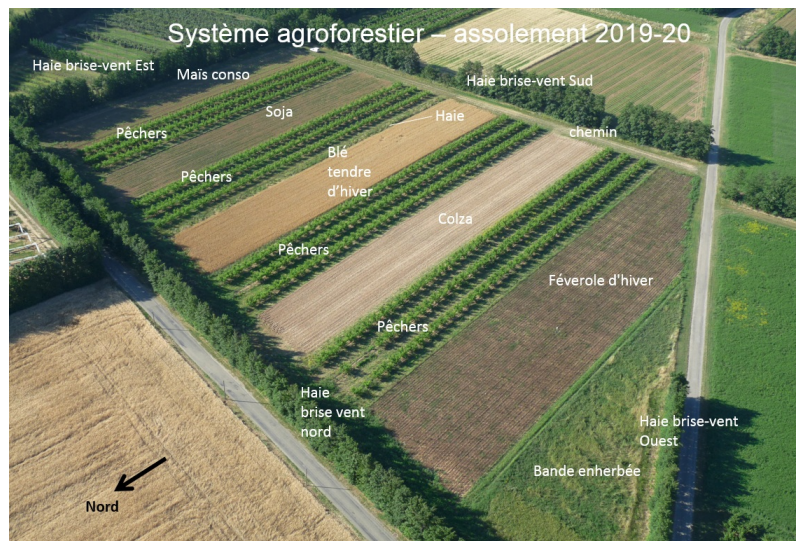 Système agroforestier – assolement 2019-20
Haie brise-vent Est
Maïs conso
Haie brise-vent Sud
Soja
Haie
Pêchers
chemin
Blé
tendre
d'hiver
Pêchers
Colza
Pêchers
Féverole d'hiver
Pêchers
Haie
brise vent
nord
Haie brise-vent
Ouest
Bande enherbée
Nord